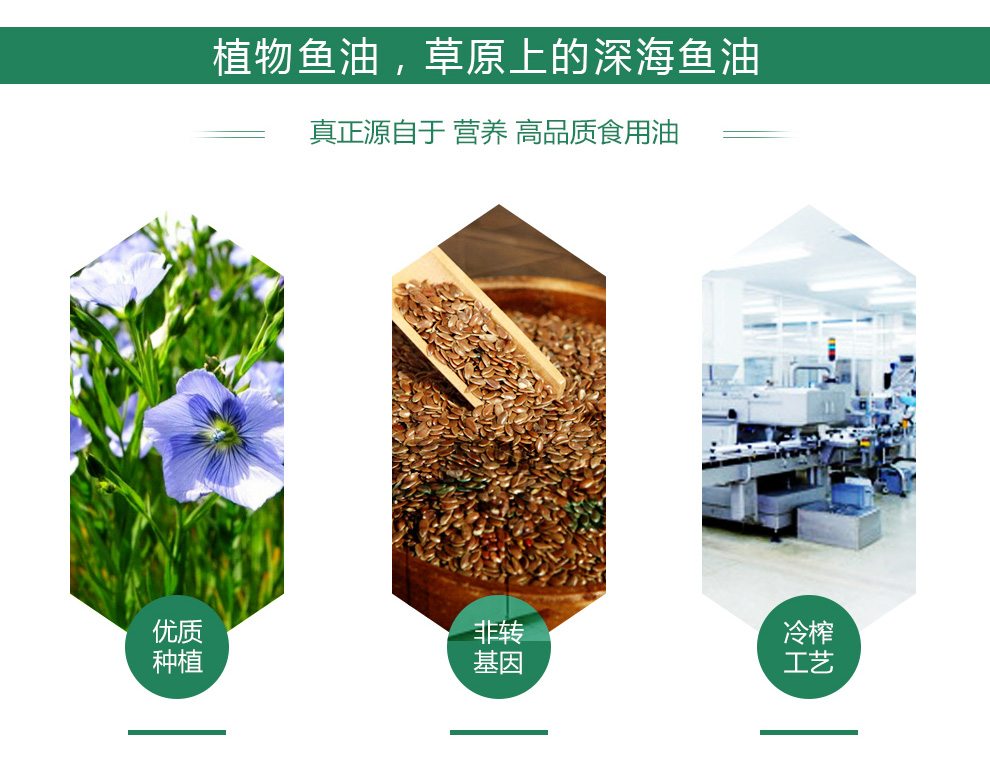 植物鱼油，草原上的深海鱼油
真正源自于 营养 高品质食用油
优质
种植
非转
基因
冷榨
工艺